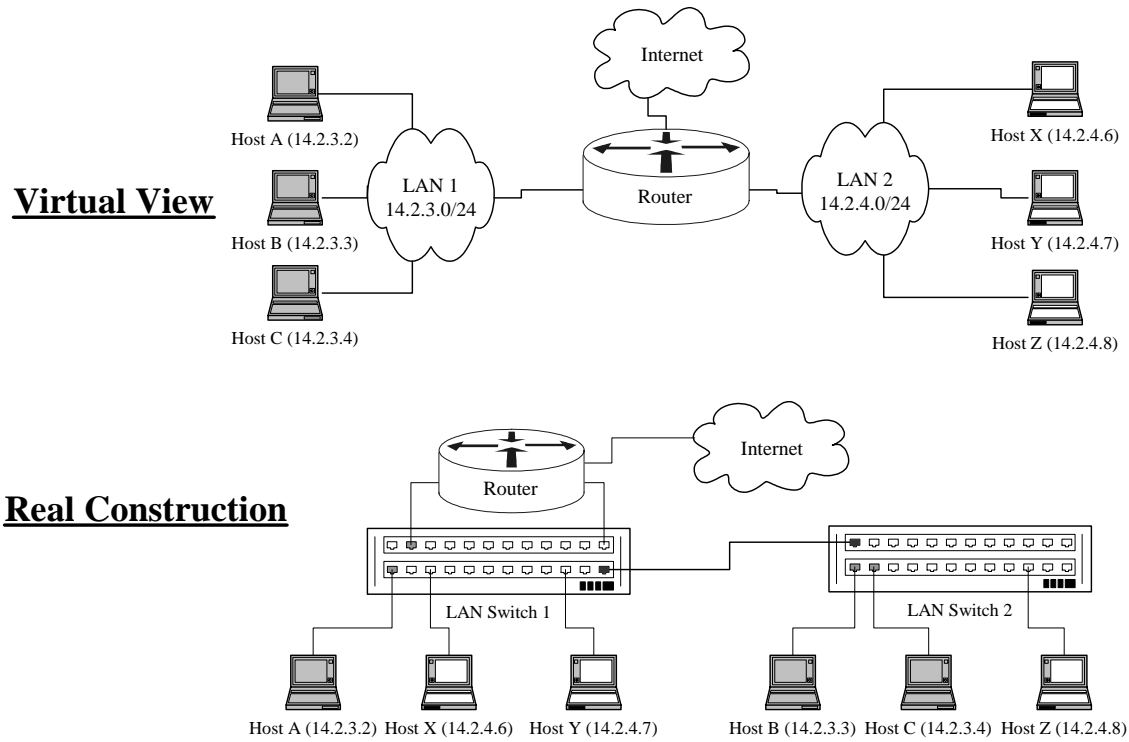 Internet
Host A (14.2.3.2)
Host X (14.2.4.6)
Virtual View
LAN 1
14.2.3.0/24
Router
LAN 2
14.2.4.0/24
Host B (14.2.3.3)
Host Y (14.2.4.7)
Host C (14.2.3.4)
Host Z (14.2.4.8)
Internet
Router
Real Construction
LAN Switch 1
LAN Switch 2
Host A (14.2.3.2)
Host X (14.2.4.6)
Host Y (14.2.4.7)
Host B (14.2.3.3)
Host C (14.2.3.4)
Host Z (14.2.4.8)